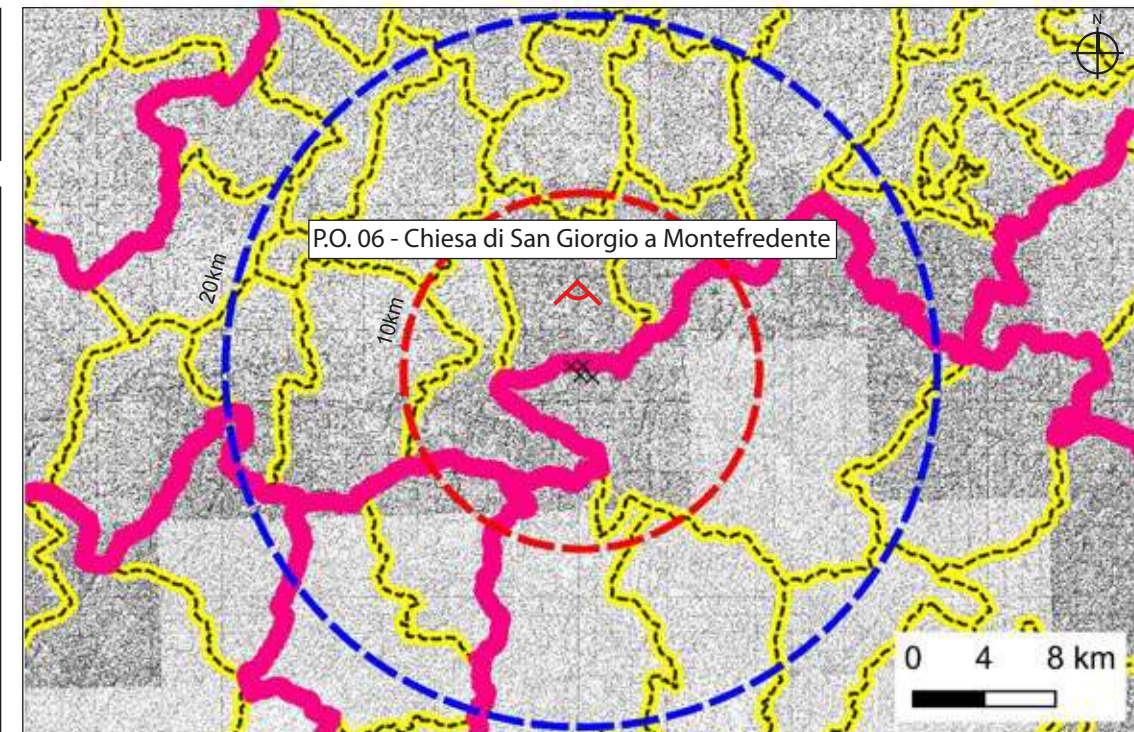 N
P.O. 06 - Chiesa di San Giorgio a Montefredente
20km
10km
0 4 8 km